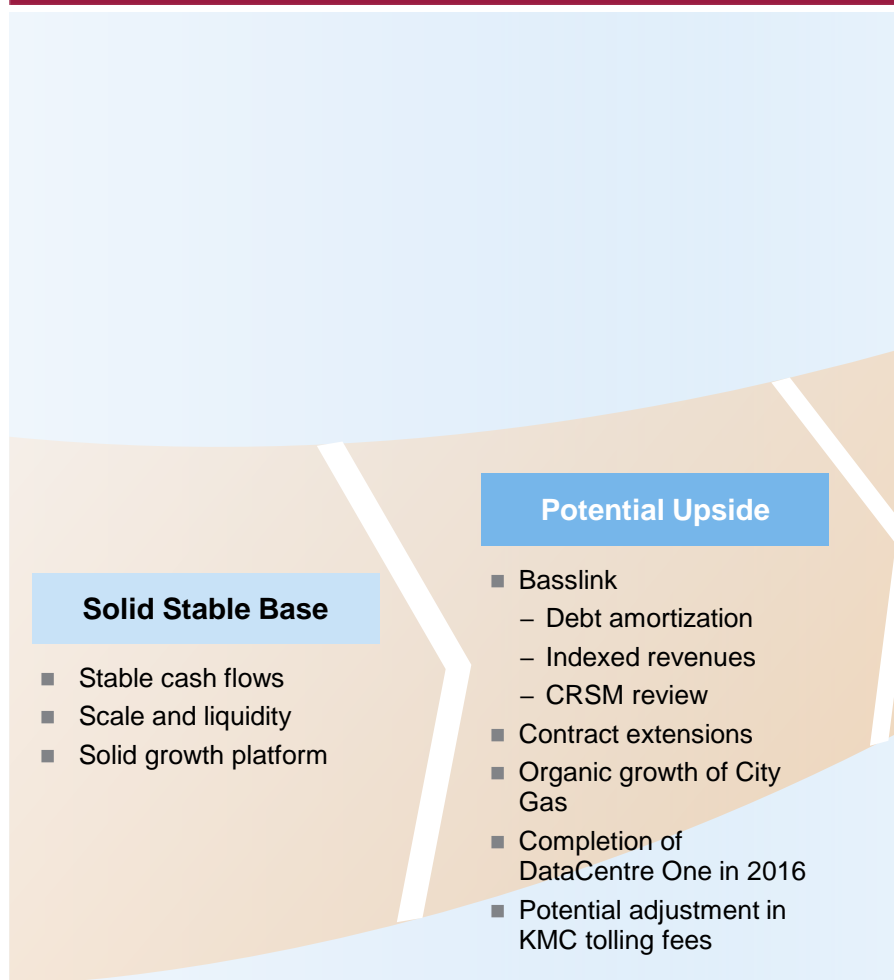 Solid Stable Base
■ Stable cash flows
■ Scale and liquidity
■ Solid growth platform
Potential Upside
■ Basslink
– Debt amortization
– Indexed revenues
– CRSM review
■ Contract extensions
■ Organic growth of City
Gas
■ Completion of
DataCentre One in 2016
■ Potential adjustment in
KMC tolling fees